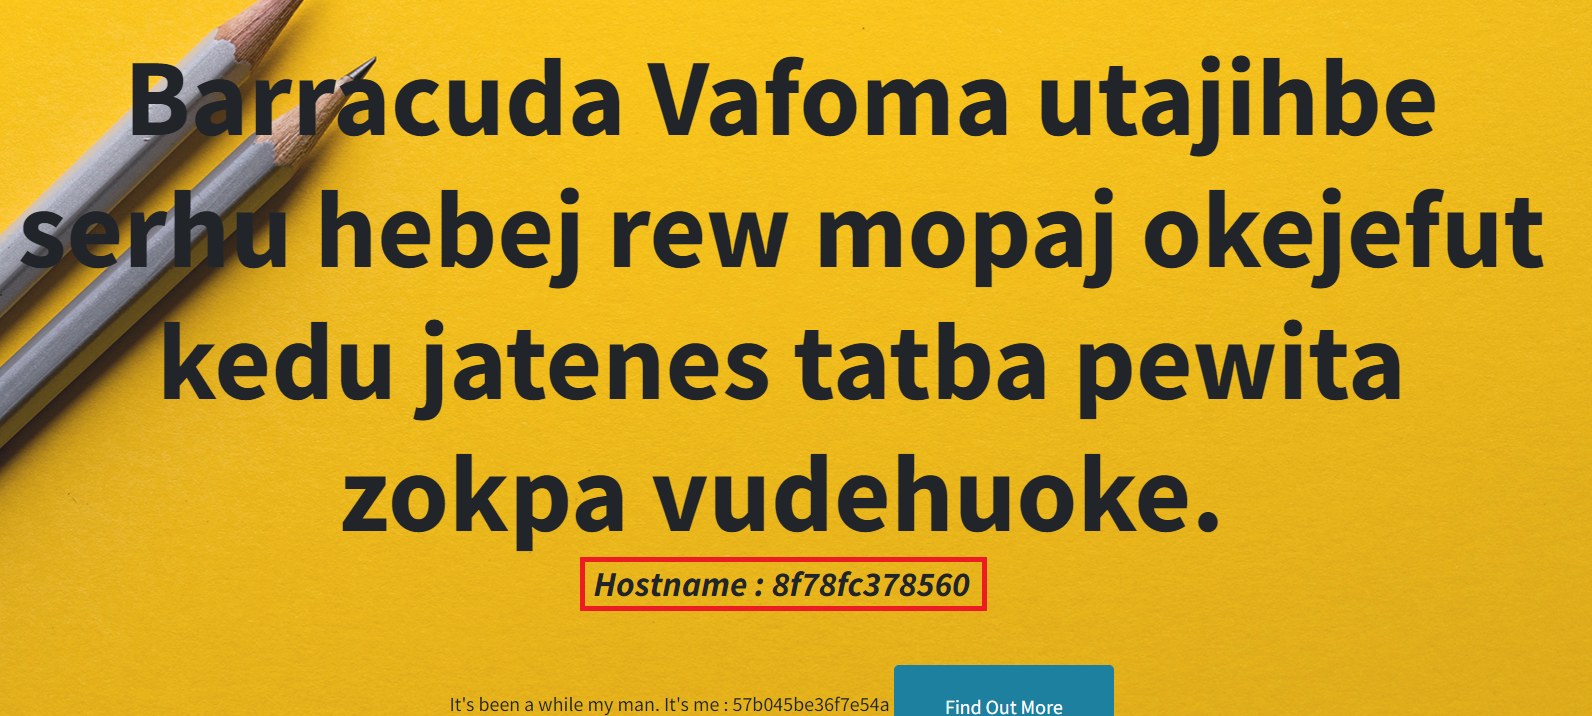 Barracuda Vafoma utajihbe
serhu hebej rew mopaj okejefut
kedu jatenes tatba pewita
zokpa vudehuoke.
Hostname : 8f78fc378560
It's been a while my man. It's me : 57b045be36f7e54a
Find Out More